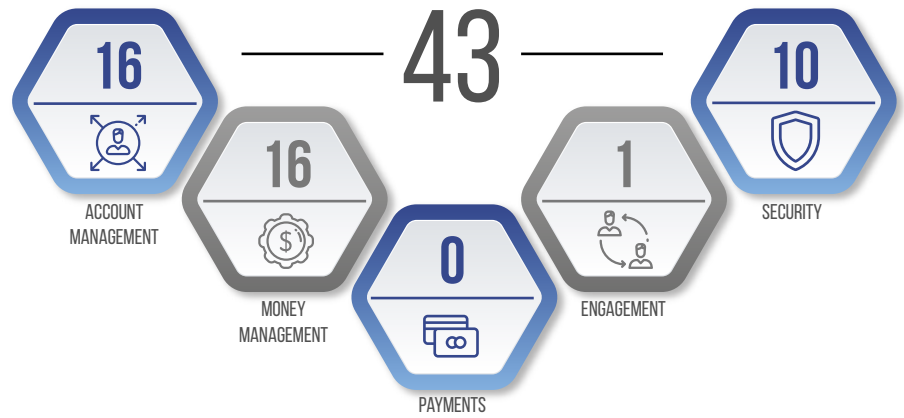 43
16
ACCOUNT
MANAGEMENT
16
$
MONEY
MANAGEMENT
0
PAYMENTS
1
ENGAGEMENT
10
SECURITY